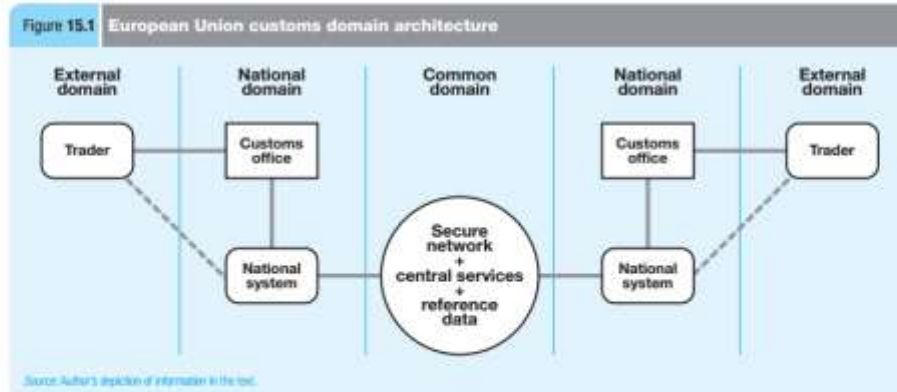 Figure 15.1 European Union customs domain architecture
External
domain
National
domain
Common
domain
National
domain
External
domain
Trader
Customs
office
Customs
office
Trader
Secure
network
+
central services
+
reference
data
National
system
National
system
Source: Author's depiction of information in the text.